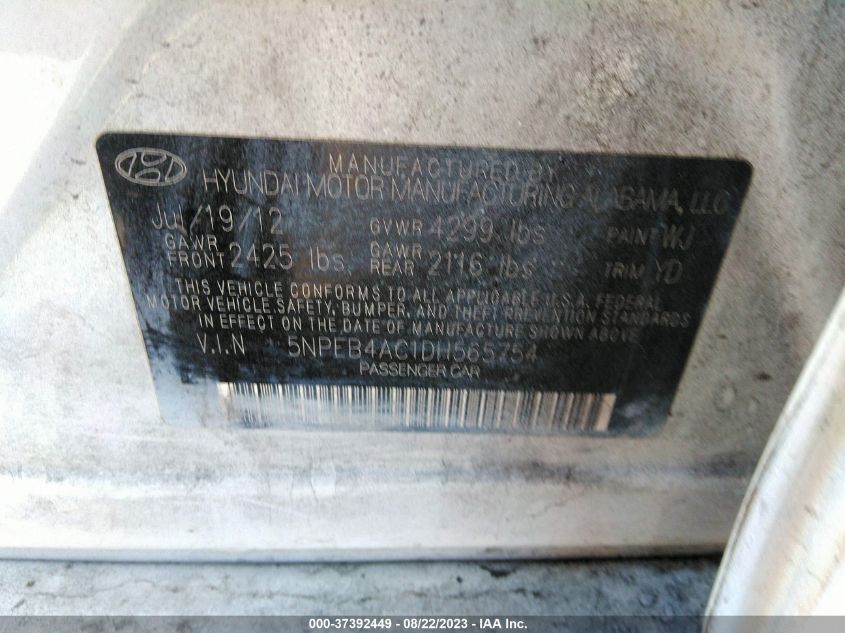 MANUFACTURED BY
HYUNDAI MOTOR MANUFACTURING ALABAMA, LLC
Jul/19/12 GVWR 4299 lbs PAINT WJ
GAWR FRONT 2425 lbs. GAWR REAR 2116 lbs TRIM YD
THIS VEHICLE CONFORMS TO ALL APPLICABLE U.S.A. FEDERAL
MOTOR VEHICLE SAFETY, BUMPER, AND THEFT PREVENTION STANDARDS
IN EFFECT ON THE DATE OF MANUFACTURE SHOWN ABOVE.
V.I.N 5NPEB4AC1DH565754
PASSENGER CAR
000-37392449 - 08/22/2023 - IAA Inc.